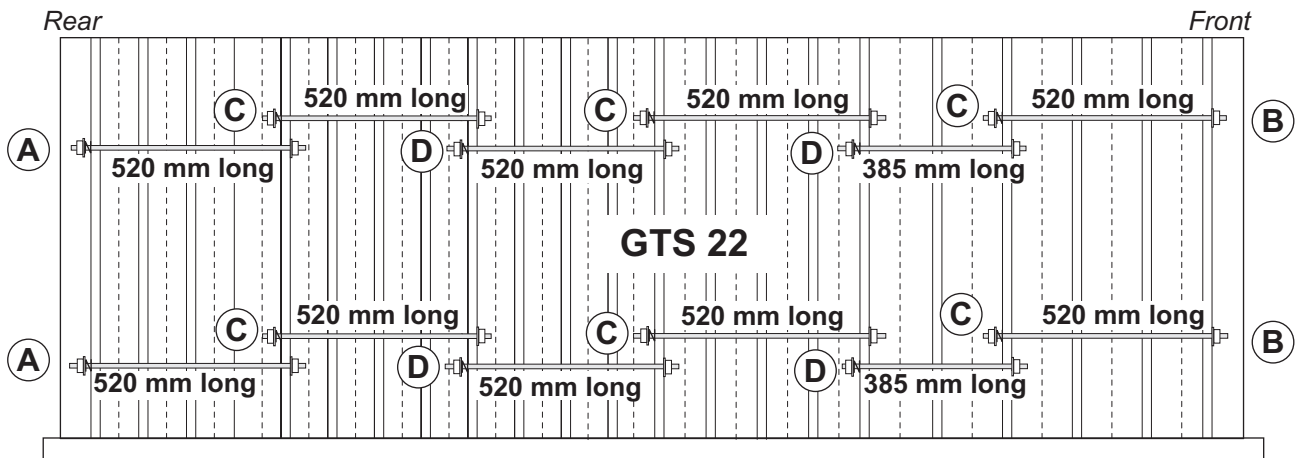 Rear Front
C 520 mm long C 520 mm long C 520 mm long B
A 520 mm long D 520 mm long D 385 mm long
GTS 22
C 520 mm long C 520 mm long C 520 mm long B
A 520 mm long D 520 mm long D 385 mm long